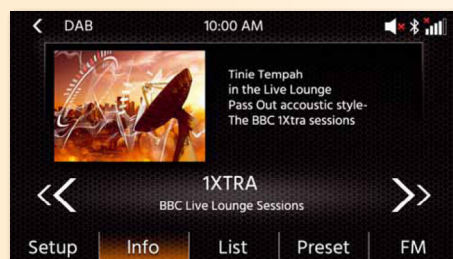 DAB
10:00 AM
Tinie Tempah
in the Live Lounge
Pass Out accoustic style-
The BBC 1Xtra sessions
1XTRA
BBC Live Lounge Sessions
Setup
Info
List
Preset
FM